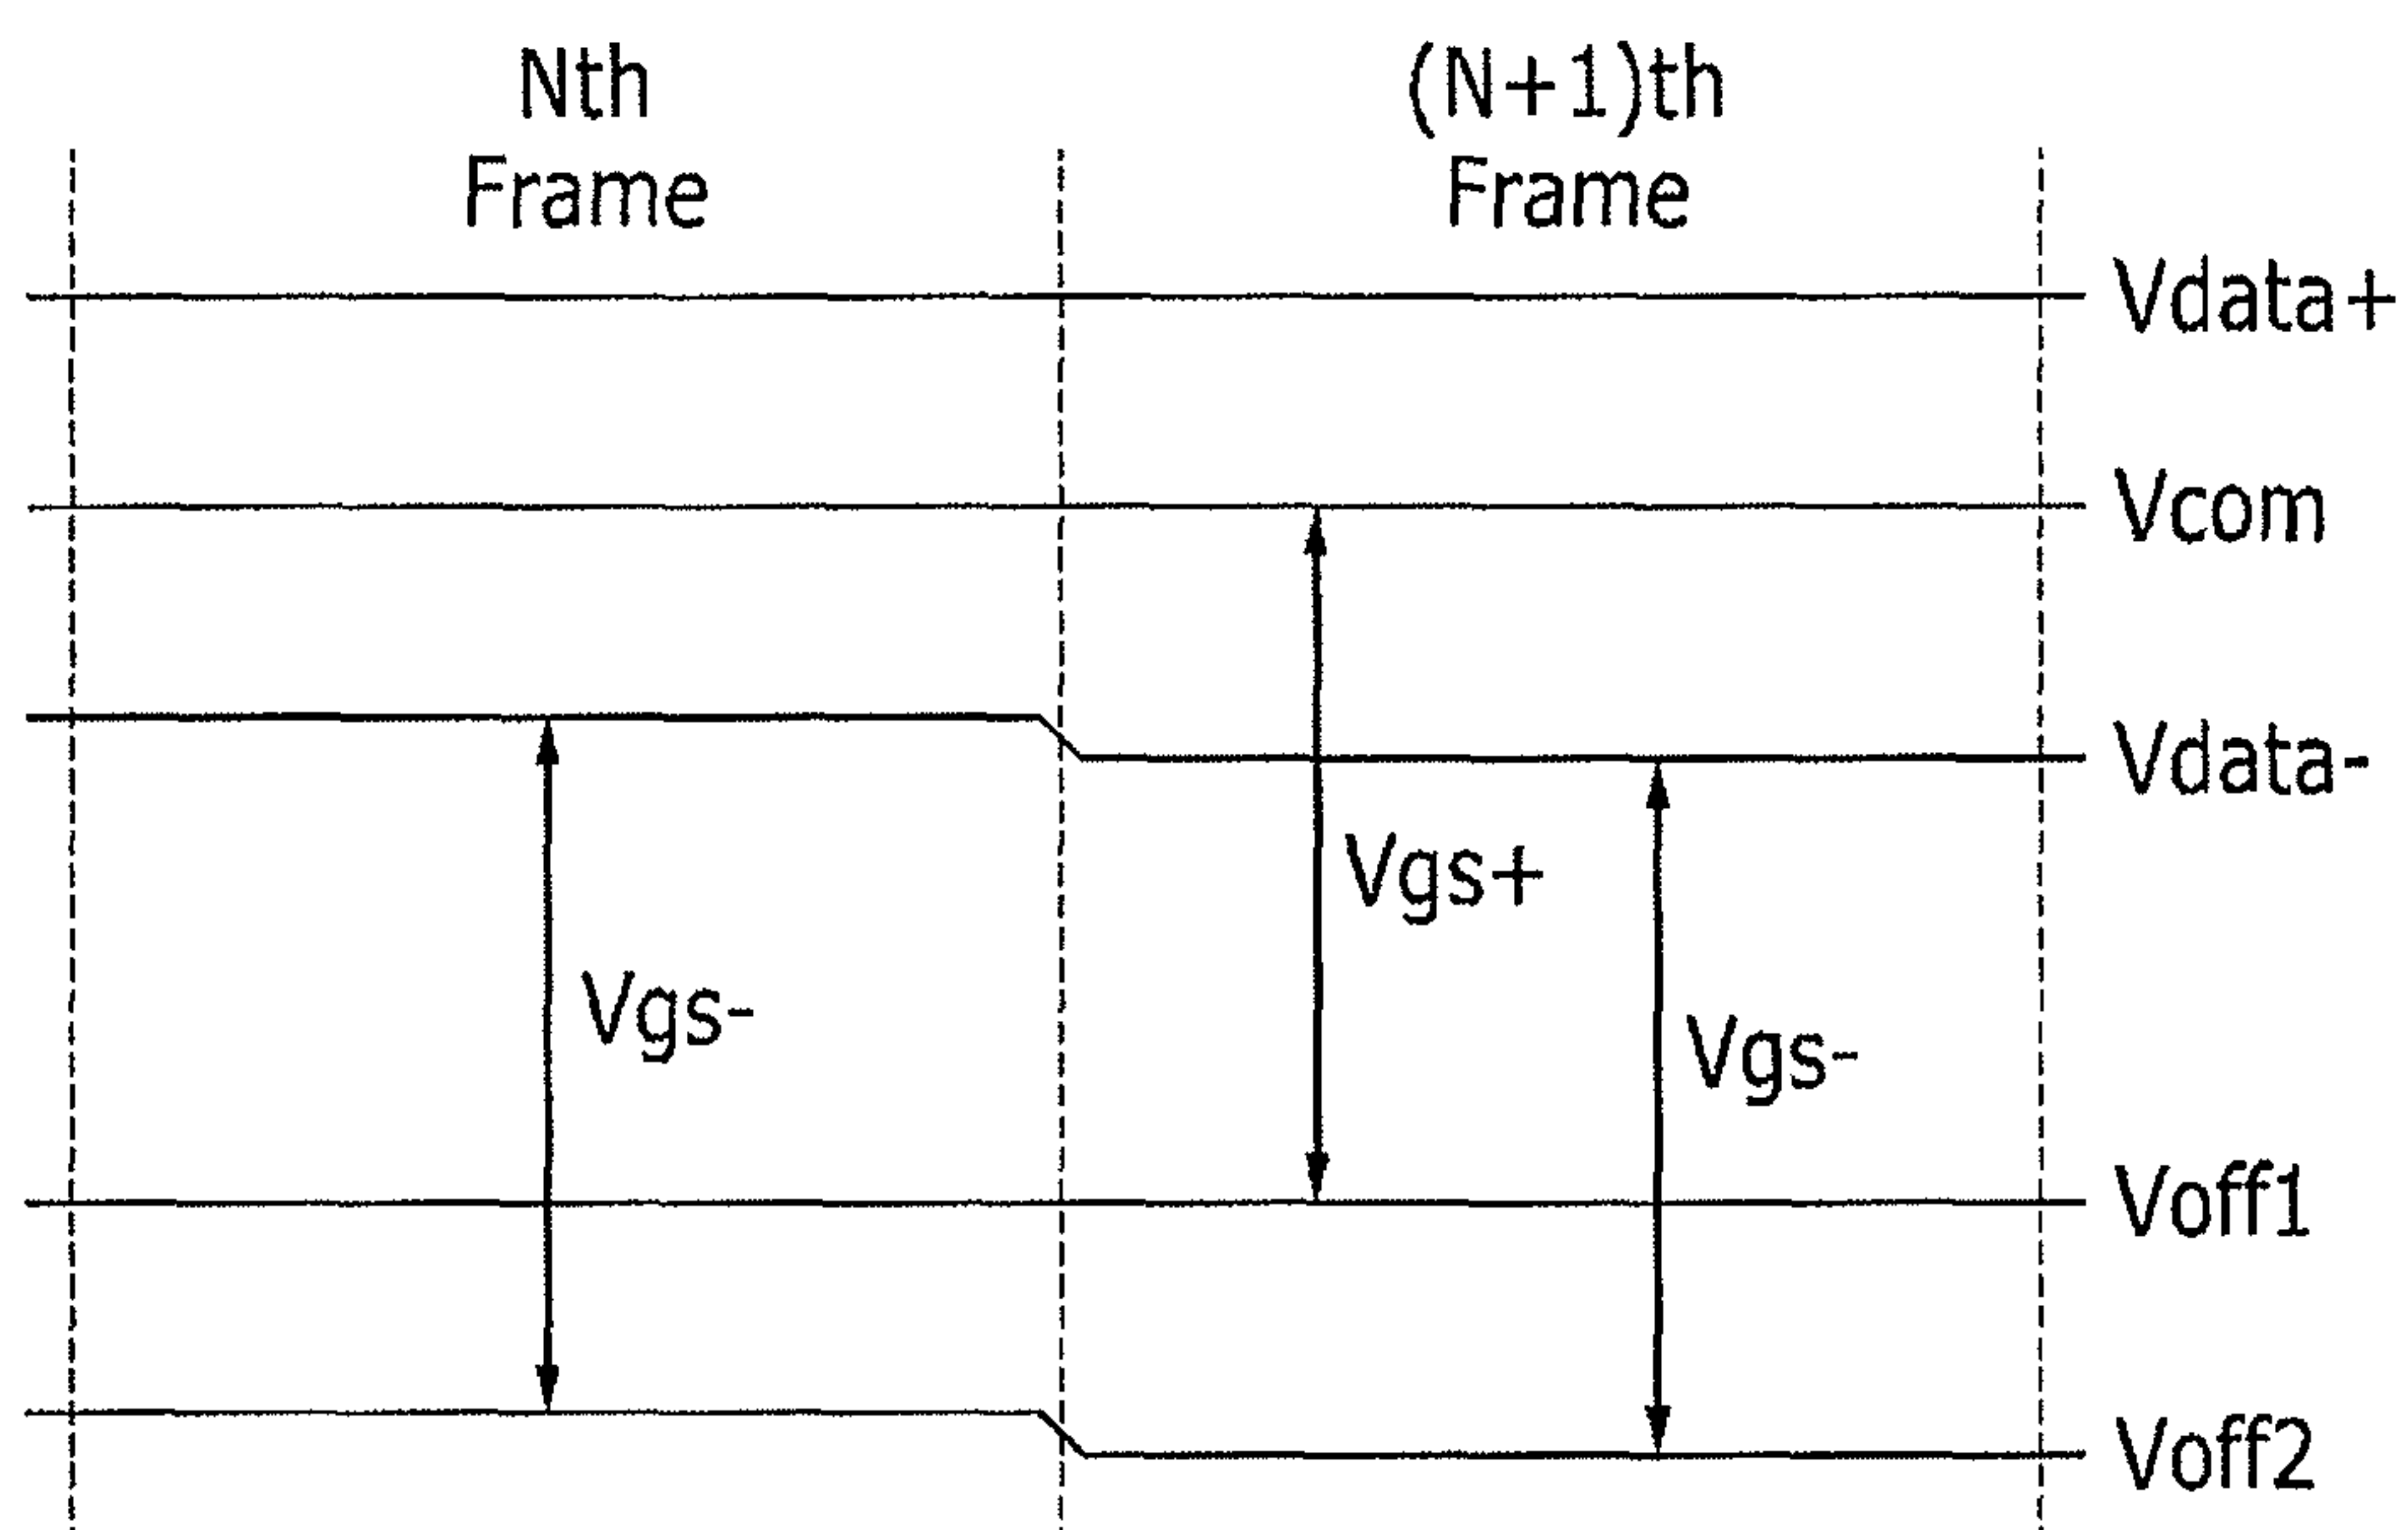 Nth
Frame
(N+1)th
Frame
Vdata+
Vcom
Vdata-
Vgs+
Vgs-
Vgs-
Voff1
Voff2